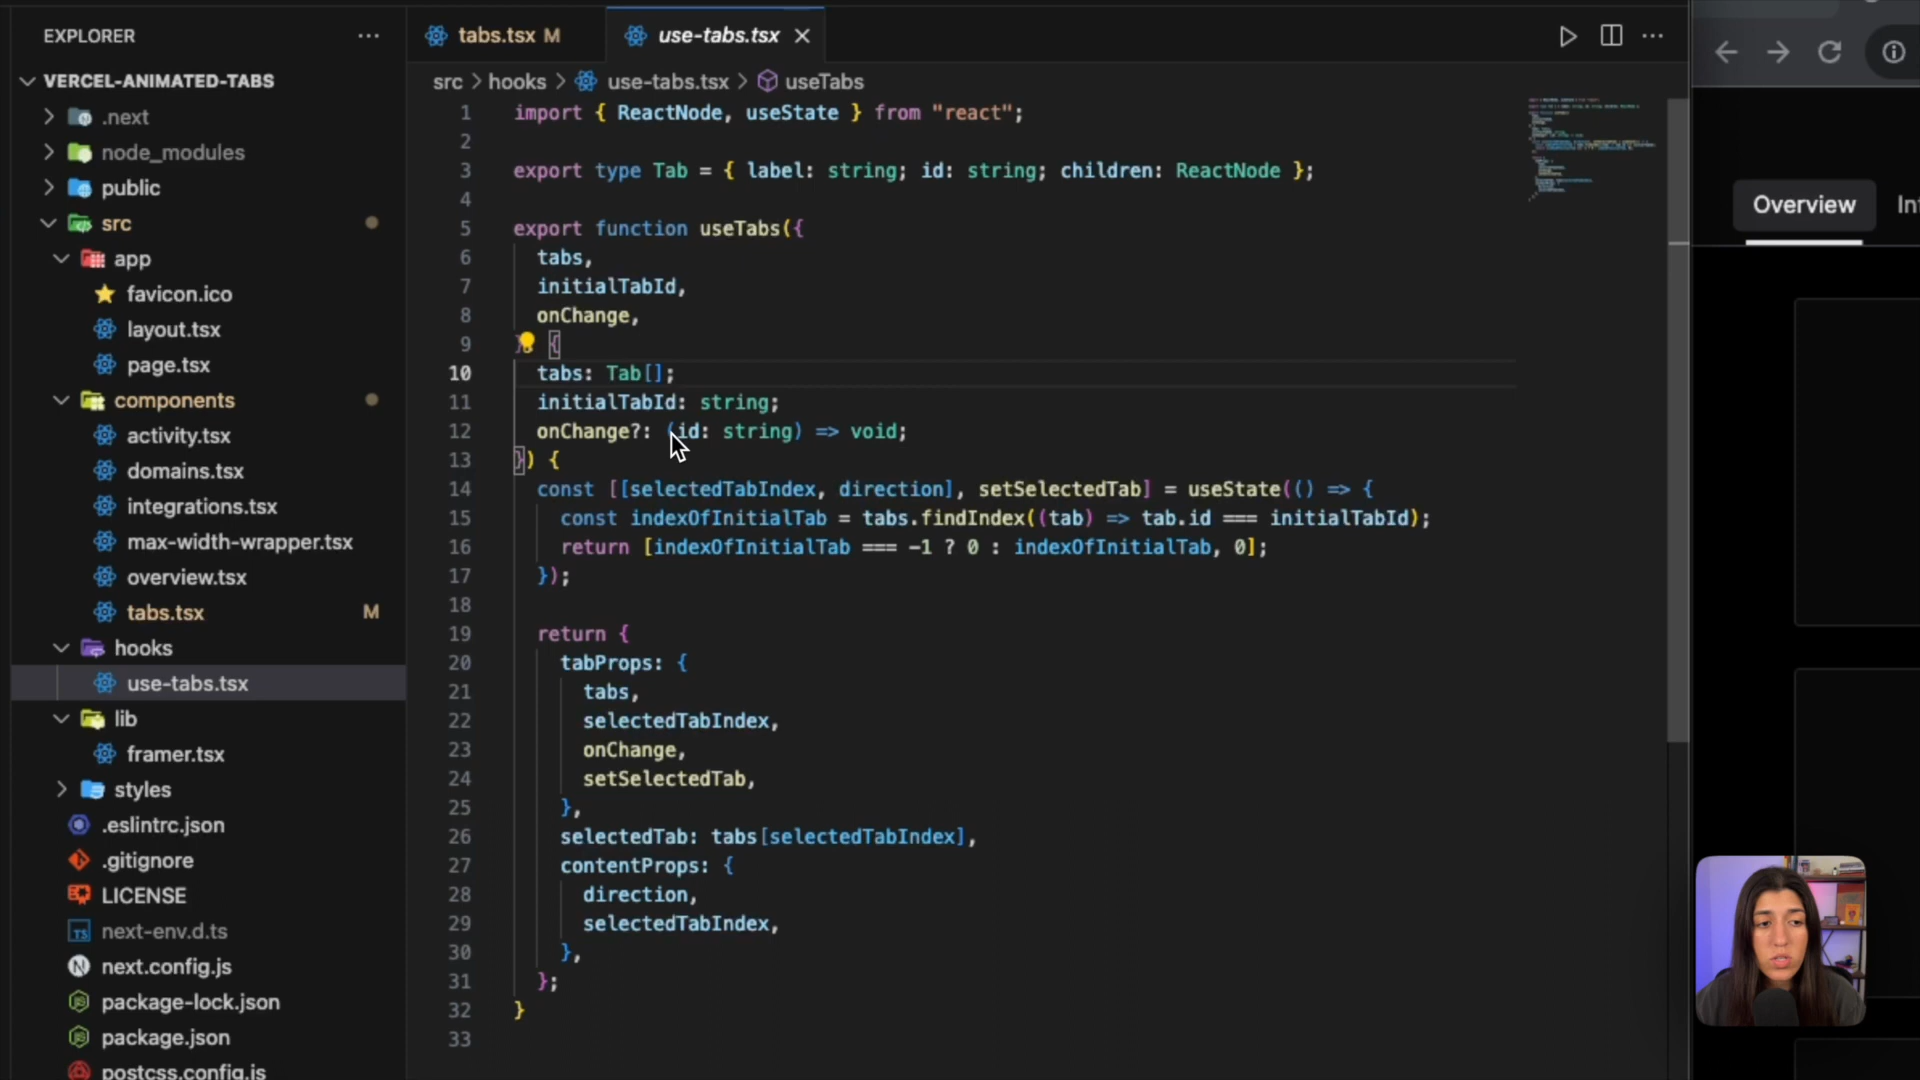 EXPLORER
VERCEL-ANIMATED-TABS
.next
node_modules
public
src
app
favicon.ico
layout.tsx
page.tsx
components
activity.tsx
domains.tsx
integrations.tsx
max-width-wrapper.tsx
overview.tsx
tabs.tsx M
hooks
use-tabs.tsx
lib
framer.tsx
styles
.eslintrc.json
.gitignore
LICENSE
next-env.d.ts
next.config.js
package-lock.json
package.json
postcss.config.js
tabs.tsx M use-tabs.tsx
src > hooks > use-tabs.tsx > useTabs
1 import { ReactNode, useState } from "react";
2
3 export type Tab = { label: string; id: string; children: ReactNode };
4
5 export function useTabs({
6 tabs,
7 initialTabId,
8 onChange,
9 {
10 tabs: Tab[];
11 initialTabId: string;
12 onChange?: (id: string) => void;
13 }) {
14 const [[selectedTabIndex, direction], setSelectedTab] = useState(() => {
15 const indexOfInitialTab = tabs.findIndex((tab) => tab.id === initialTabId);
16 return [indexOfInitialTab === -1 ? 0 : indexOfInitialTab, 0];
17 });
18
19 return {
20 tabProps: {
21 tabs,
22 selectedTabIndex,
23 onChange,
24 setSelectedTab,
25 },
26 selectedTab: tabs[selectedTabIndex],
27 contentProps: {
28 direction,
29 selectedTabIndex,
30 },
31 };
32 }
33
Overview